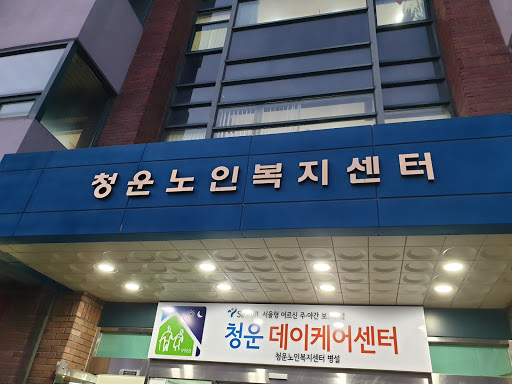 청운노인복지센터
서울형 어르신 주·야간
청운 데이케어센터
청운노인복지센터 병설